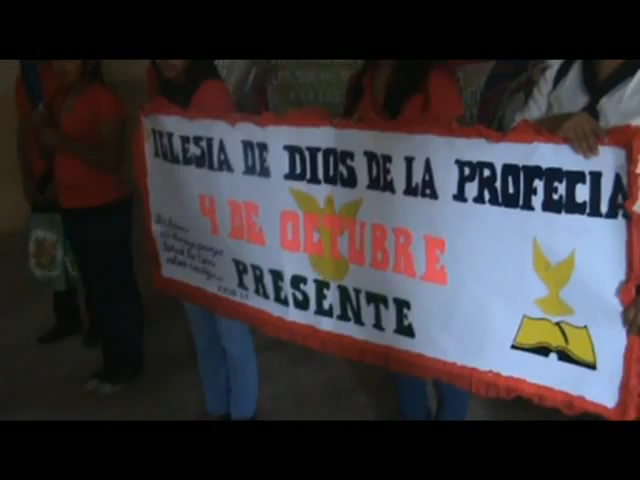 IGLESIA DE DIOS DE LA PROFECIA
4 DE OCTUBRE
PRESENTE